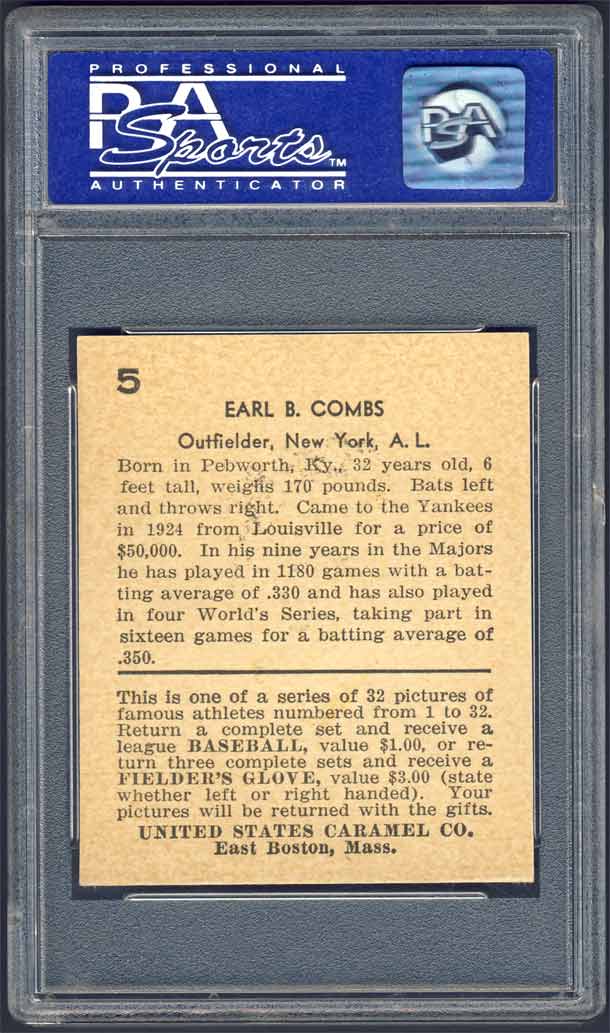 PROFESSIONAL
PSA
Sports™
AUTHENTICATOR
PSA
5
EARL B. COMBS
Outfielder, New York, A. L.
Born in Pebworth, Ky., 32 years old, 6
feet tall, weighs 170 pounds. Bats left
and throws right. Came to the Yankees
in 1924 from Louisville for a price of
$50,000. In his nine years in the Majors
he has played in 1180 games with a bat-
ting average of .330 and has also played
in four World's Series, taking part in
sixteen games for a batting average of
.350.
This is one of a series of 32 pictures of
famous athletes numbered from 1 to 32.
Return a complete set and receive a
league BASEBALL, value $1.00, or re-
turn three complete sets and receive a
FIELDER'S GLOVE, value $3.00 (state
whether left or right handed). Your
pictures will be returned with the gifts.
UNITED STATES CARAMEL CO.
East Boston, Mass.